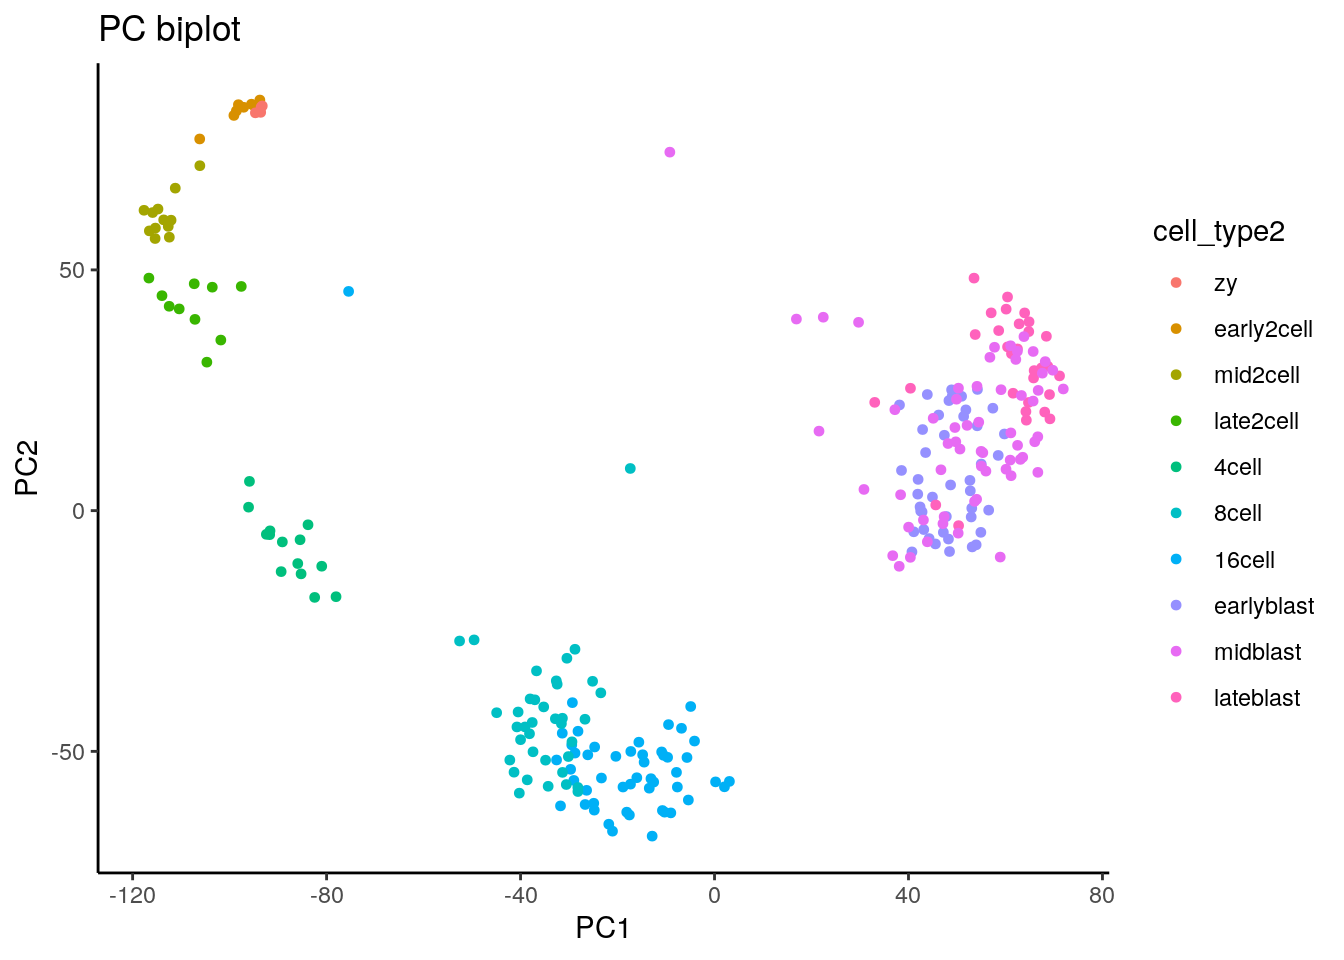 PC biplot
50
0
-50
PC2
-120
-80
-40
0
40
80
PC1
cell_type2
zy
early2cell
mid2cell
late2cell
4cell
8cell
16cell
earlyblast
midblast
lateblast